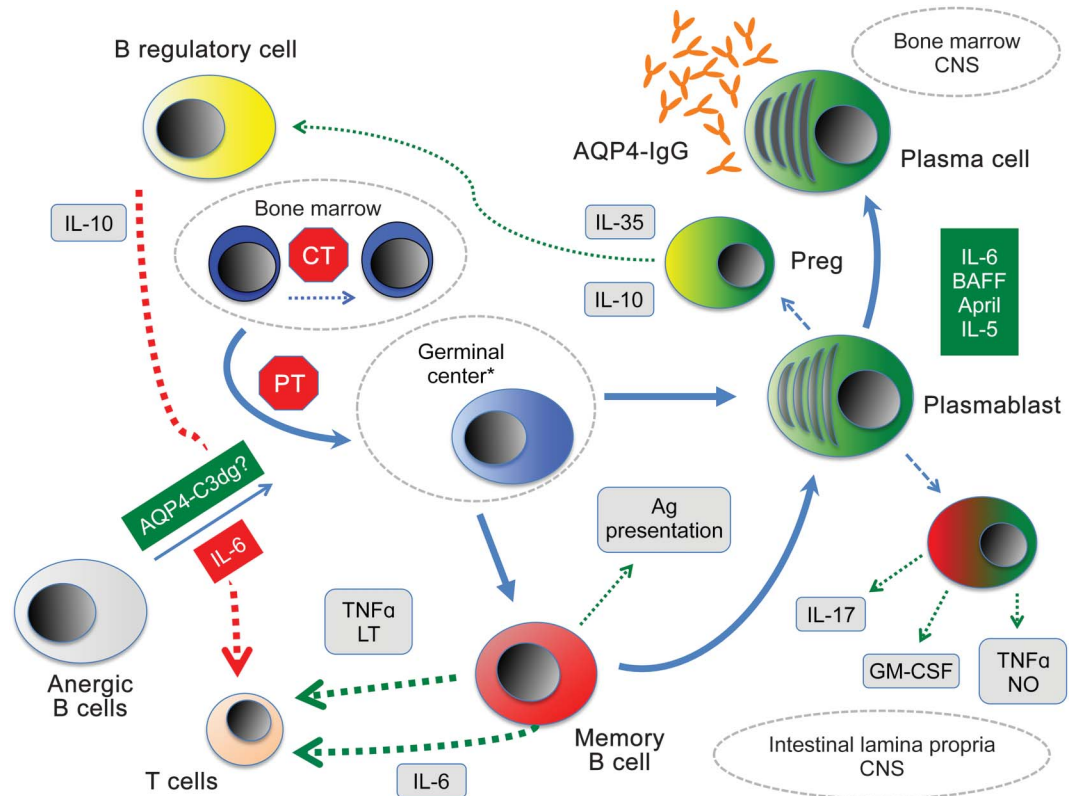 B regulatory cell
Bone marrow
CNS
AQP4-IgG
Plasma cell
IL-10
Bone marrow
CT
IL-35
IL-10
Preg
IL-6
BAFF
April
IL-5
PT
Germinal
center*
Plasmablast
AQP4-C3dg?
IL-6
Ag
presentation
Anergic
B cells
TNFα
LT
IL-17
GM-CSF
TNFα
NO
T cells
IL-6
Memory
B cell
Intestinal lamina propria
CNS